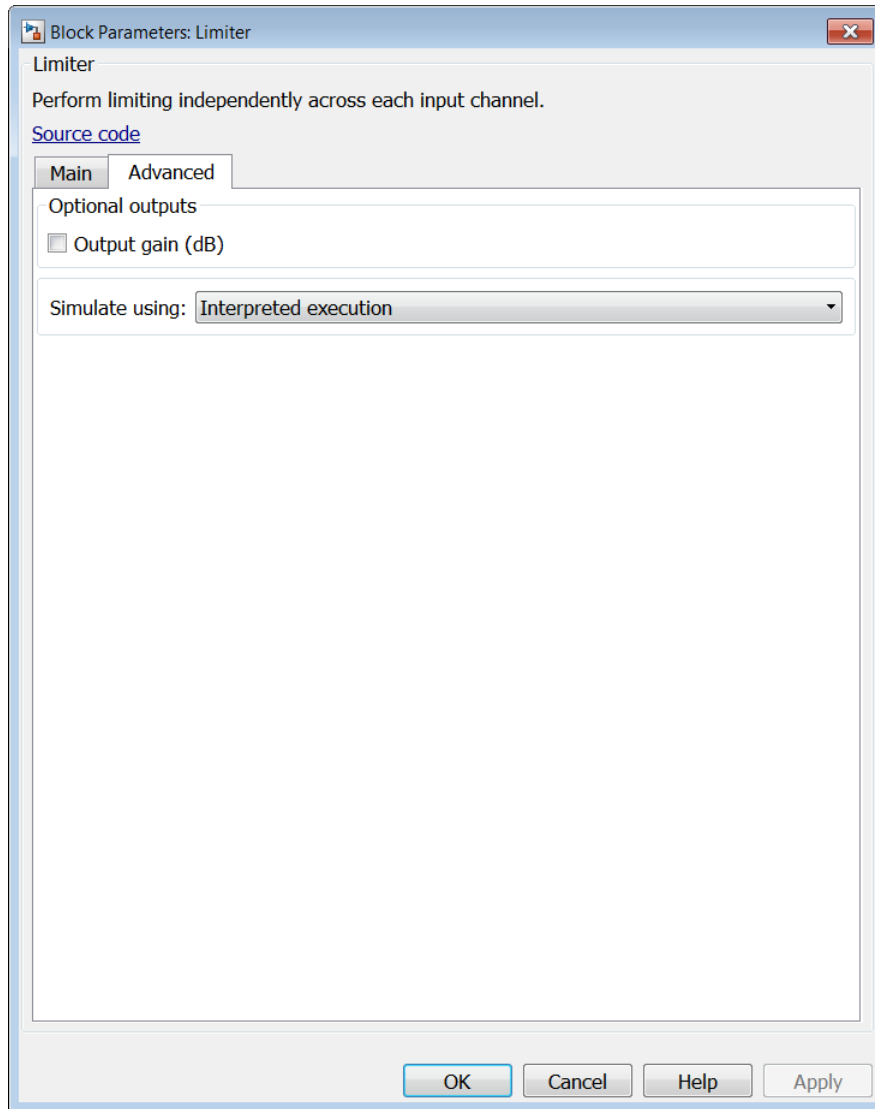 Block Parameters: Limiter
Limiter
Perform limiting independently across each input channel.
Source code
Main Advanced
Optional outputs
Output gain (dB)
Simulate using: Interpreted execution
OK Cancel Help Apply